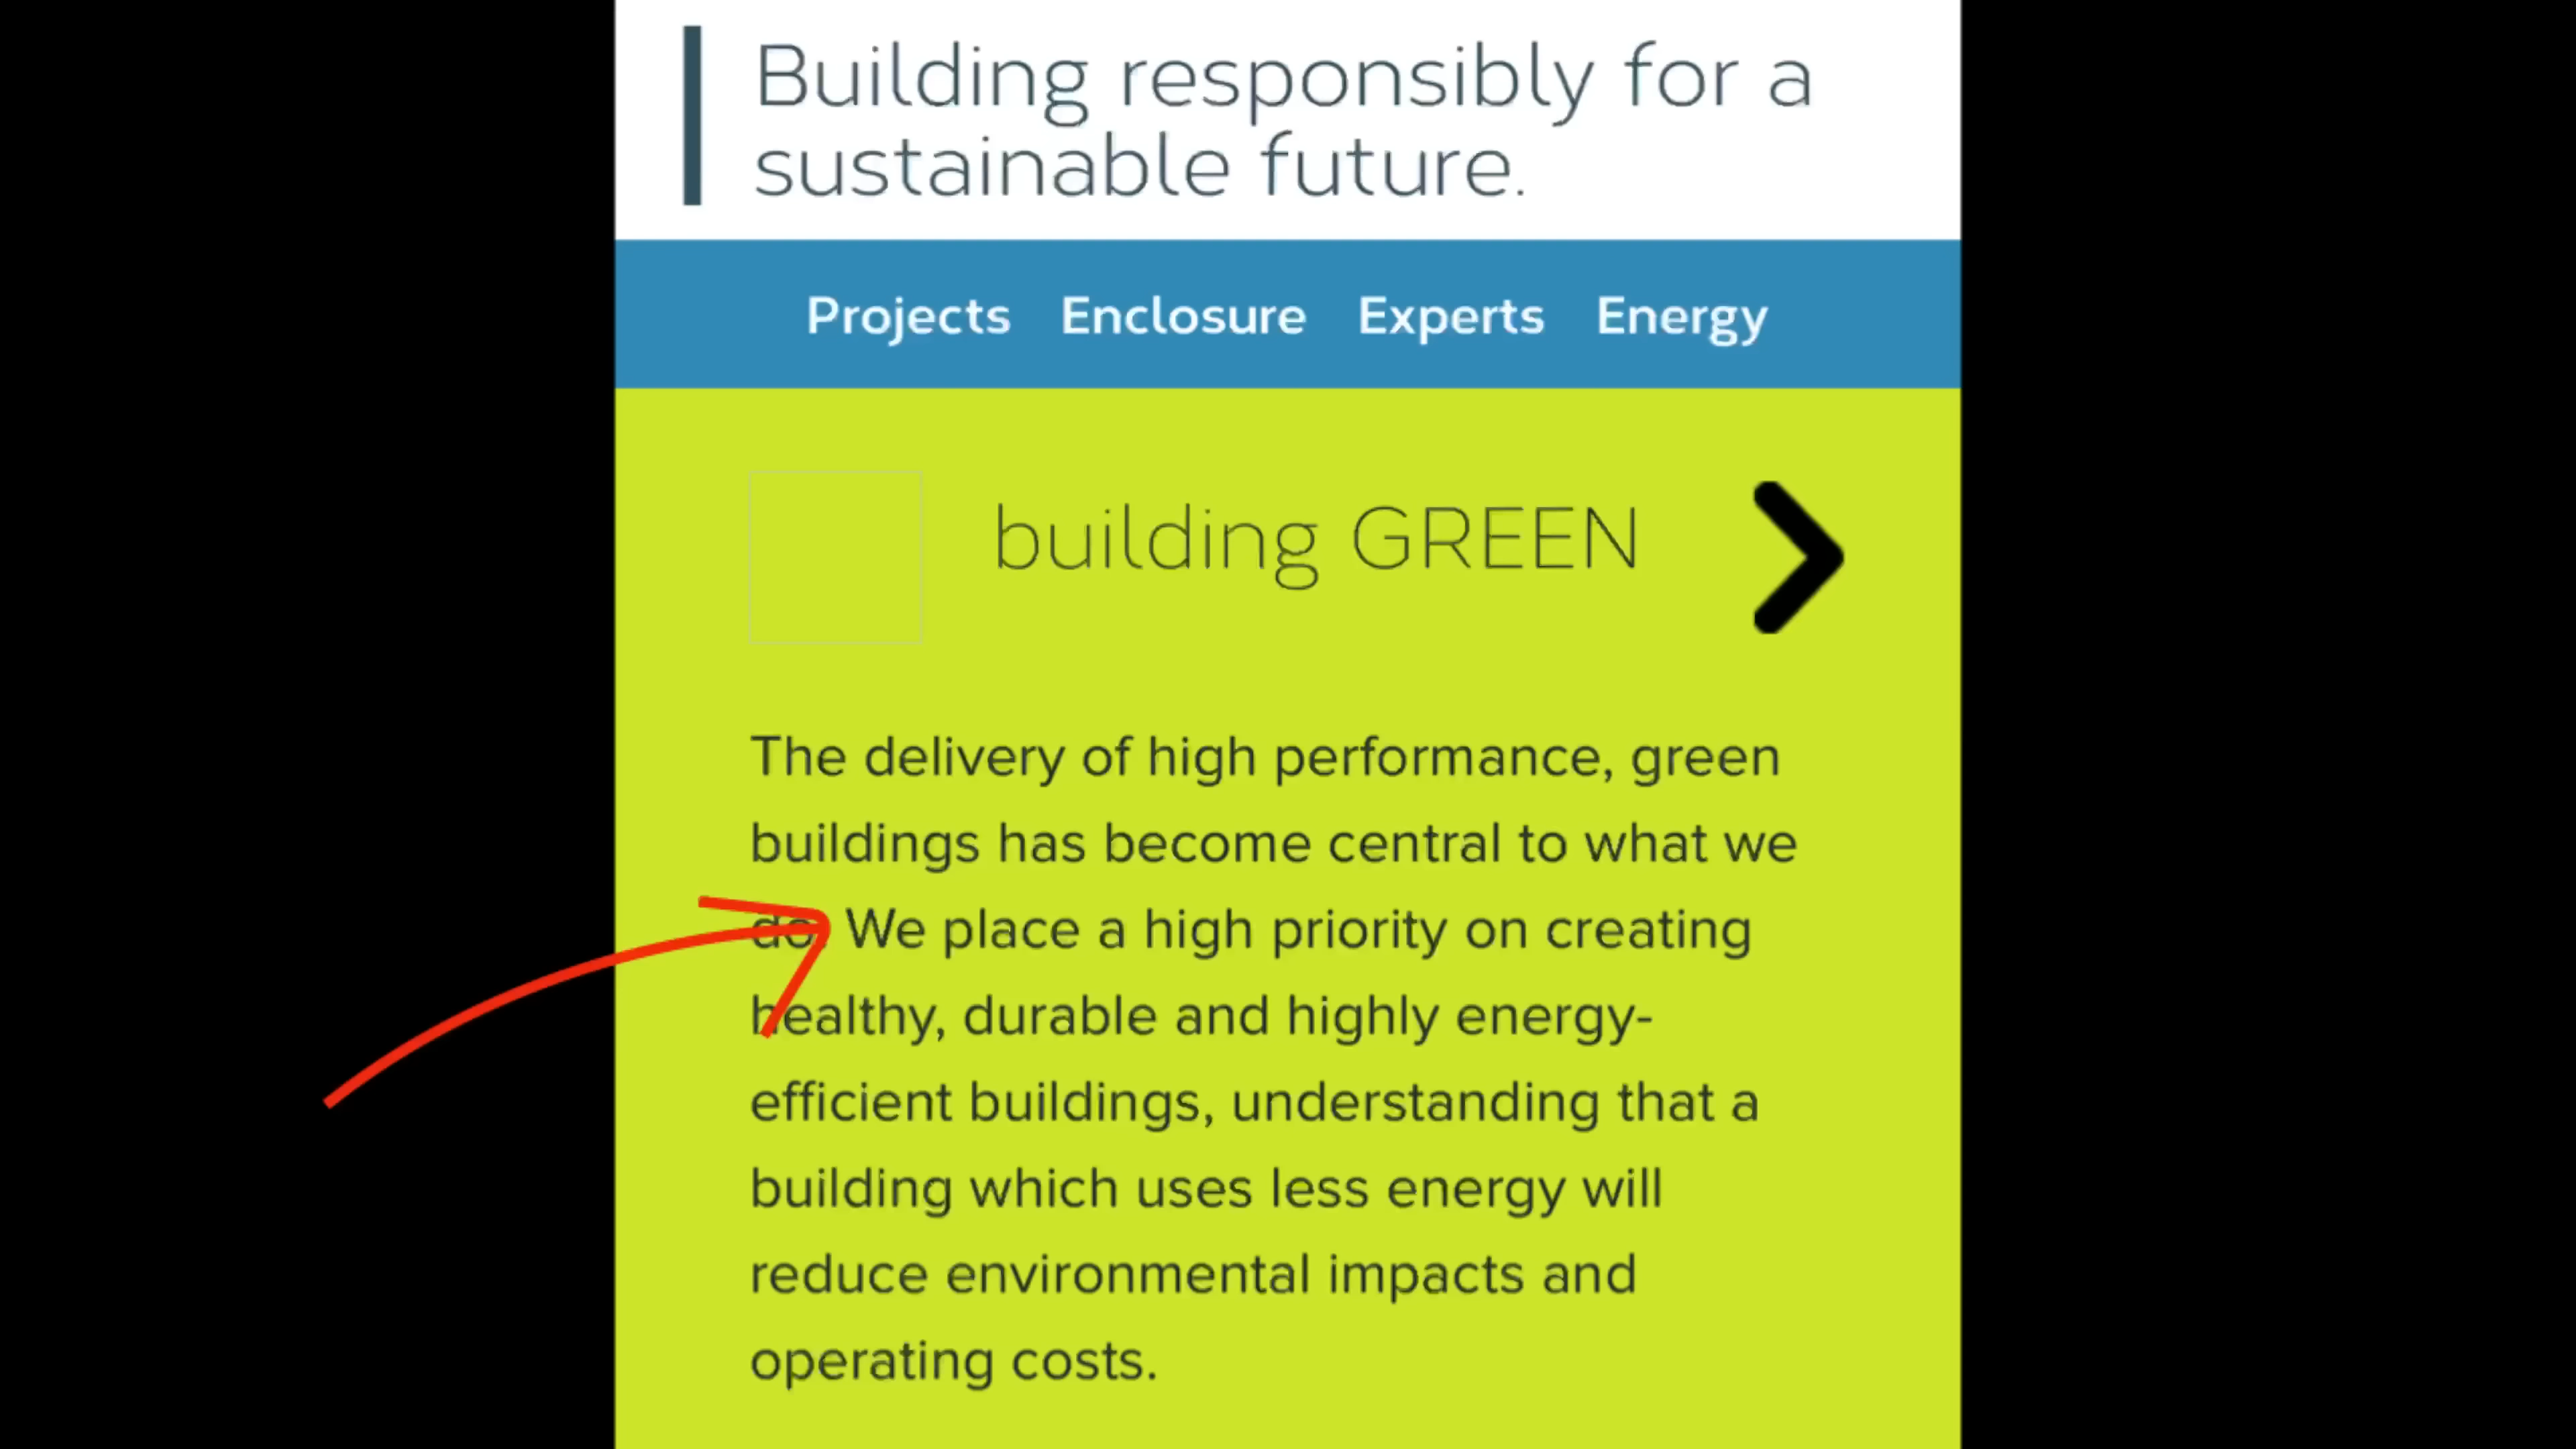 Building responsibly for a
sustainable future.
Projects Enclosure Experts Energy
building GREEN
The delivery of high performance, green
buildings has become central to what we
do. We place a high priority on creating
healthy, durable and highly energy-
efficient buildings, understanding that a
building which uses less energy will
reduce environmental impacts and
operating costs.